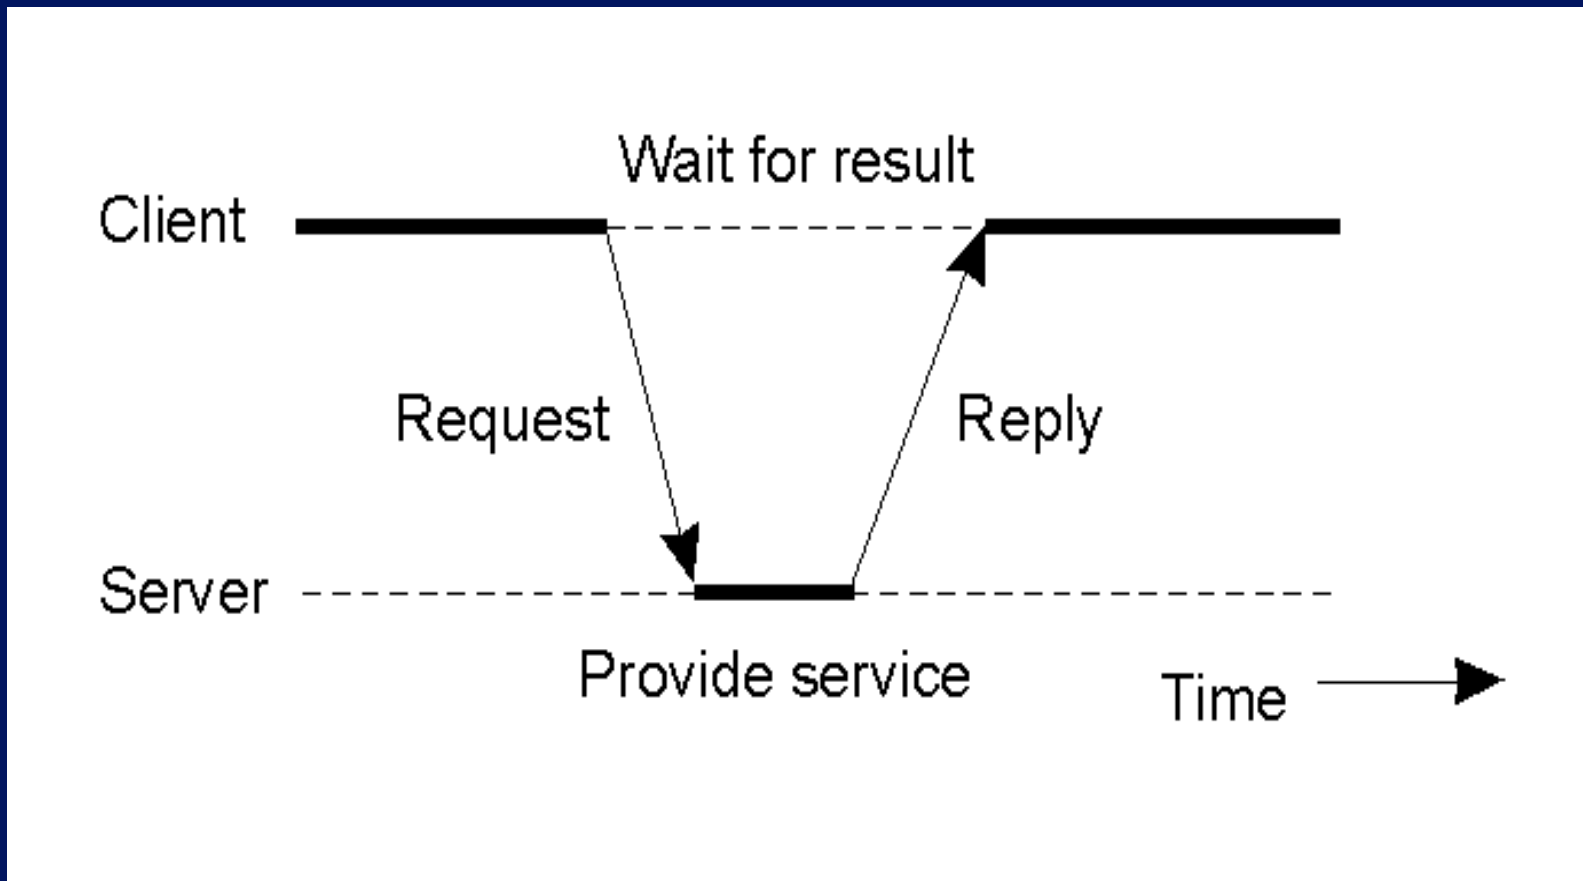 Wait for result
Client
Request
Reply
Server
Provide service
Time